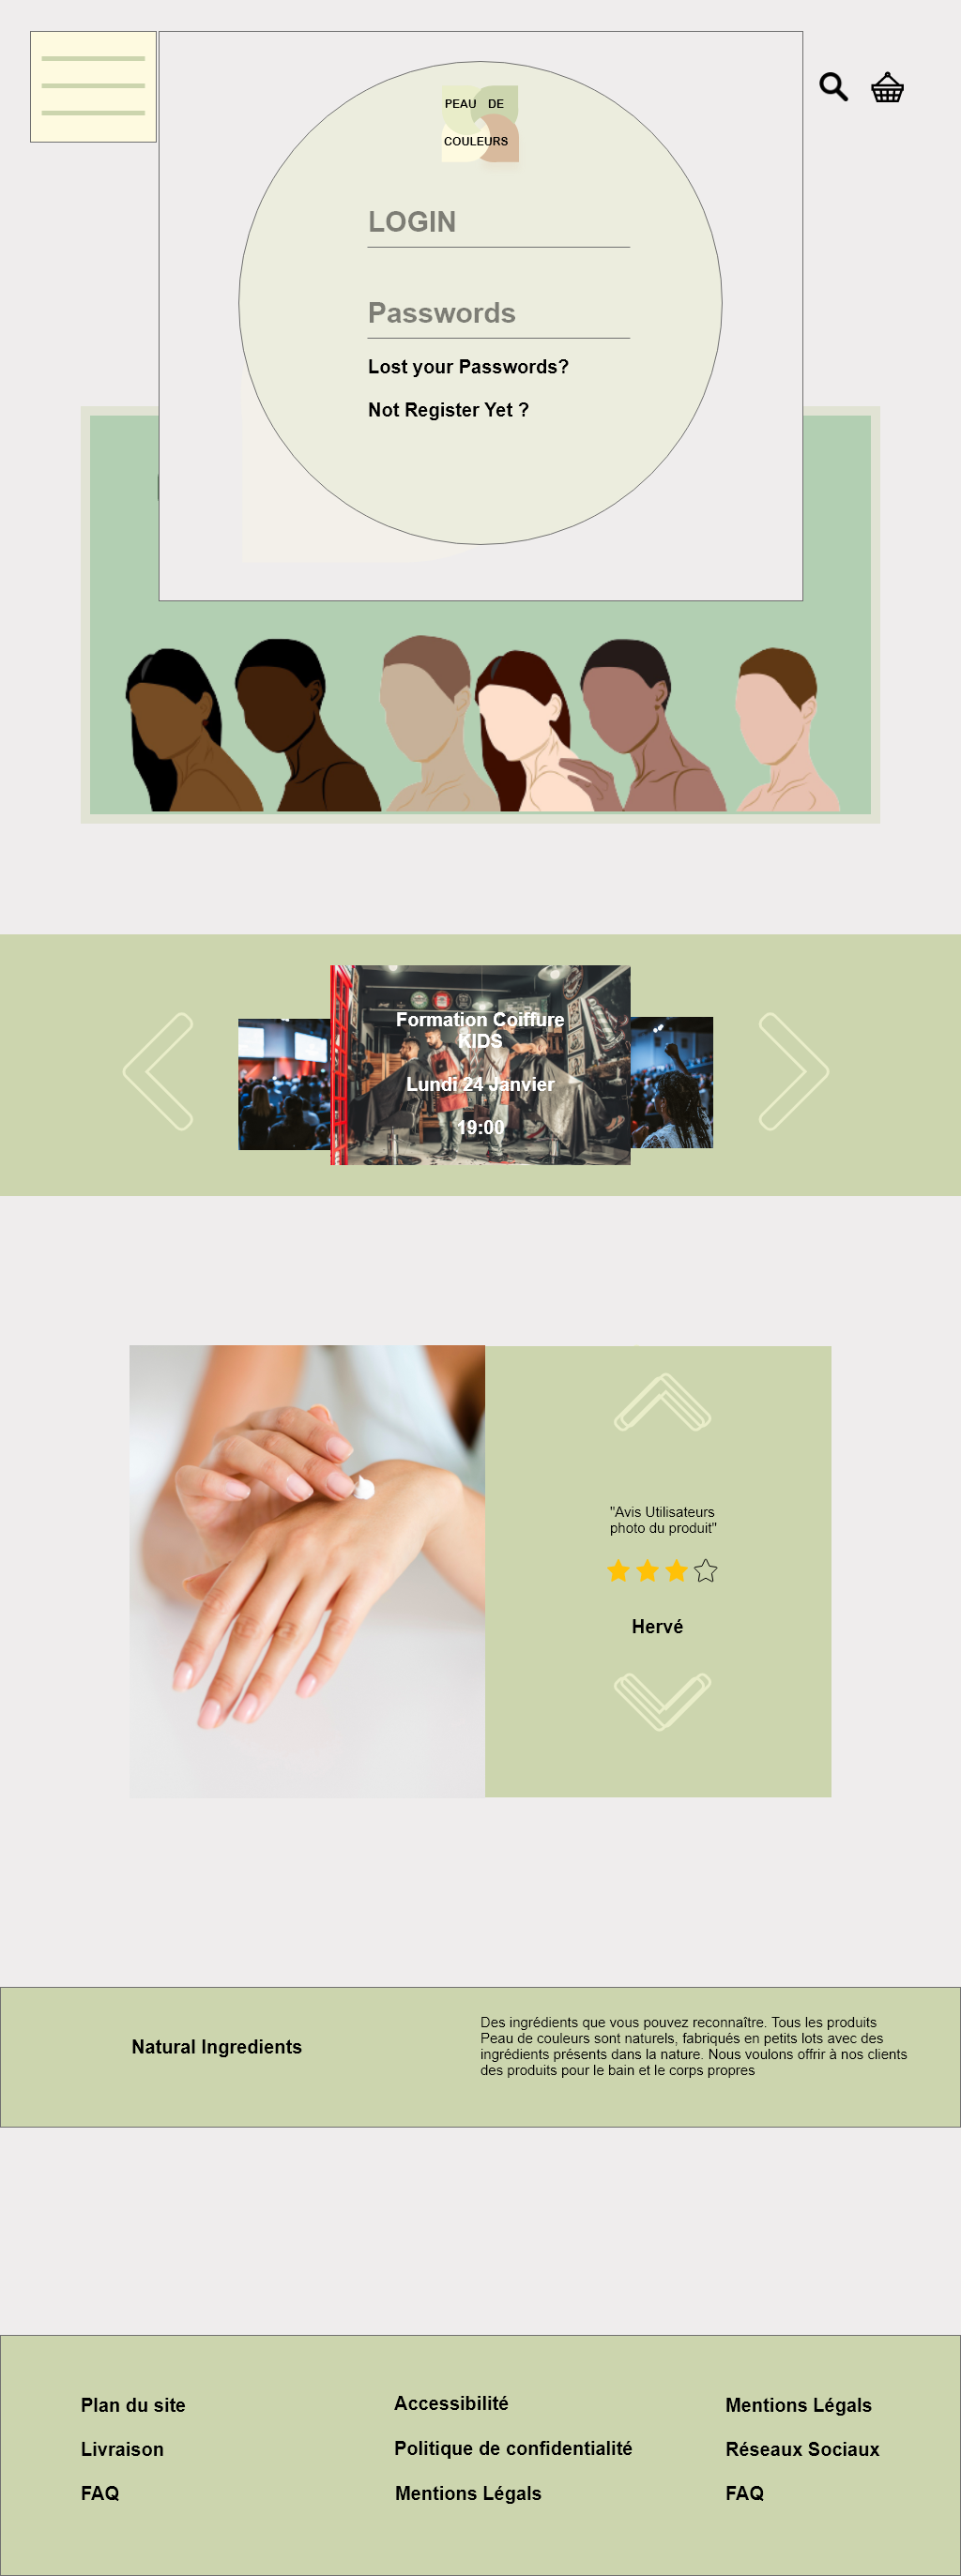 PEAU DE
COULEURS
LOGIN
Passwords
Lost your Passwords?
Not Register Yet ?
Formation Coiffure
KIDS
Lundi 24 Janvier
19:00
"Avis Utilisateurs
photo du produit"
Hervé
Natural Ingredients
Des ingrédients que vous pouvez reconnaître. Tous les produits
Peau de couleurs sont naturels, fabriqués en petits lots avec des
ingrédients présents dans la nature. Nous voulons offrir à nos clients
des produits pour le bain et le corps propres
Plan du site
Livraison
FAQ
Accessibilité
Politique de confidentialité
Mentions Légals
Mentions Légals
Réseaux Sociaux
FAQ